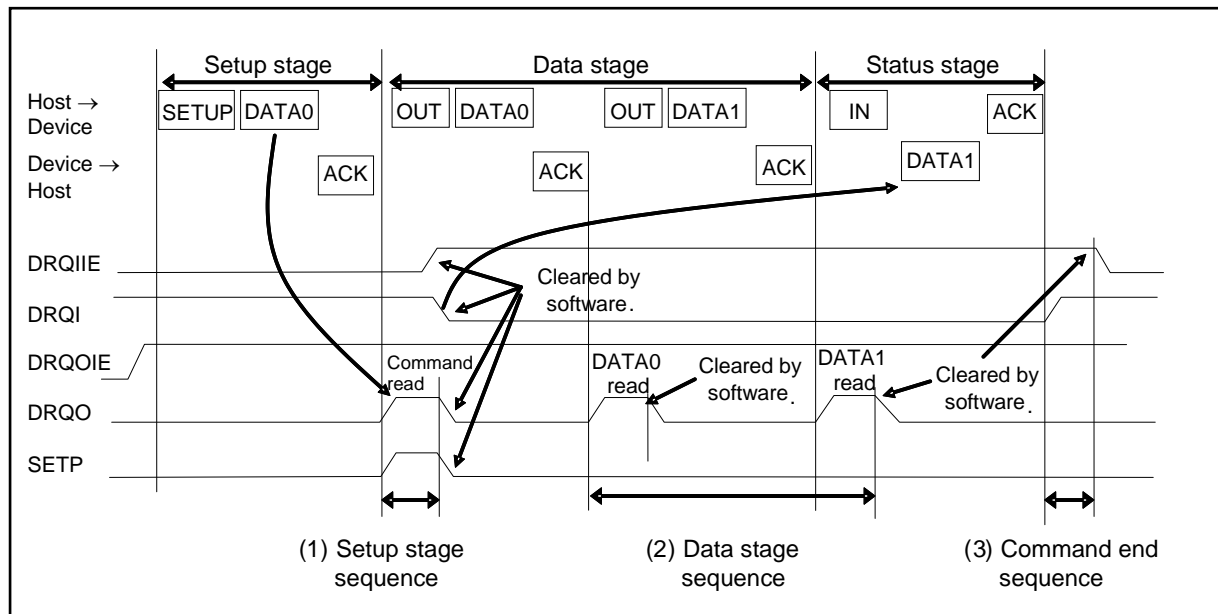 Setup stage
Data stage
Status stage
Host →
Device
SETUP
DATA0
OUT
DATA0
OUT
DATA1
IN
ACK
Device →
Host
ACK
ACK
ACK
DATA1
DRQIIE
Cleared by
software.
DRQI
DRQOIE
Command
read
DATA0
read
Cleared by
software.
DATA1
read
Cleared by
software.
DRQO
SETP
(1) Setup stage
sequence
(2) Data stage
sequence
(3) Command end
sequence